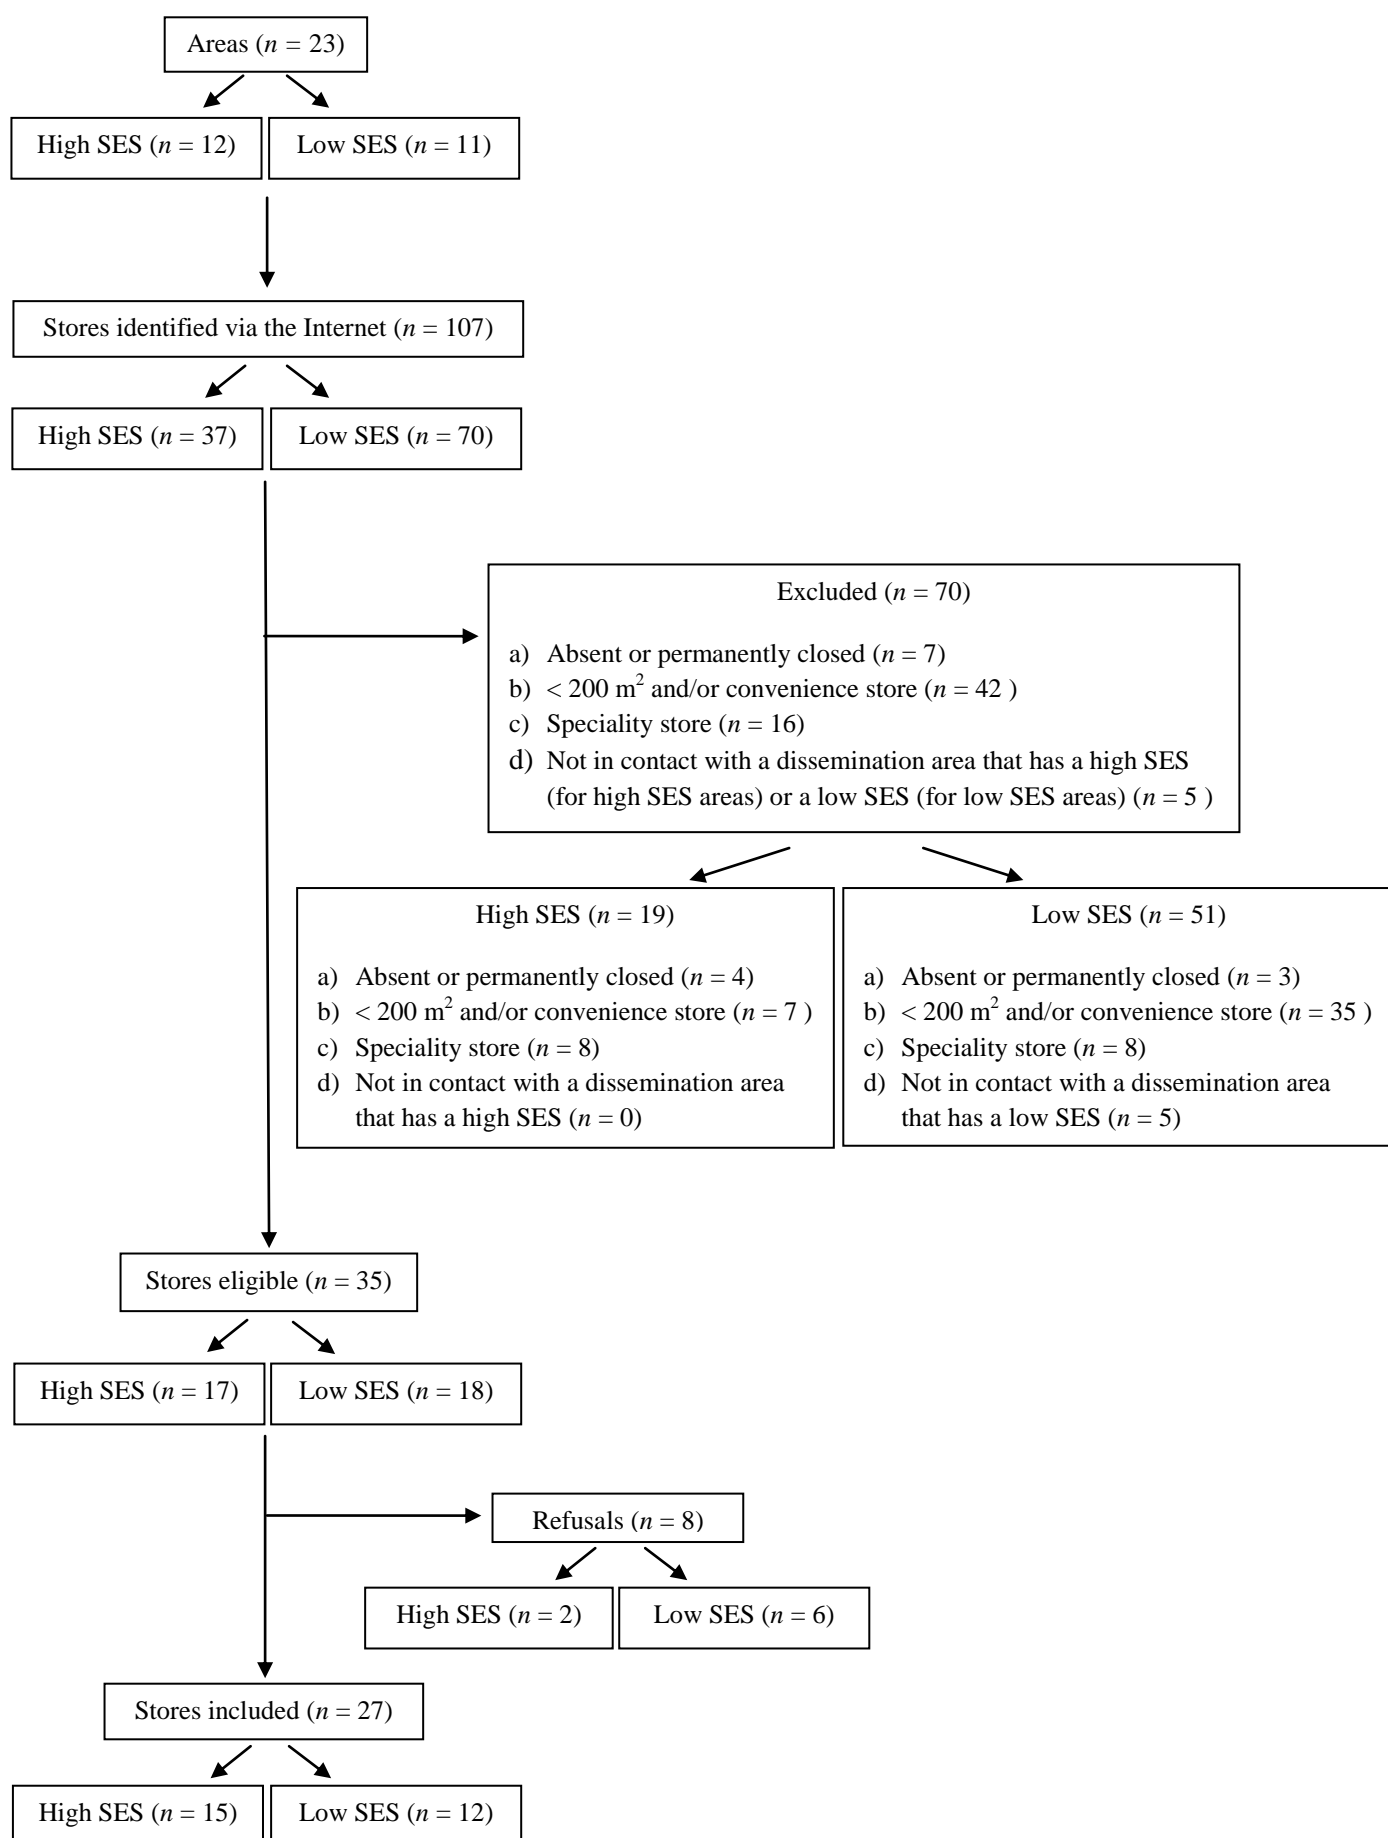 Areas (n = 23)
High SES (n = 12)
Low SES (n = 11)
Stores identified via the Internet (n = 107)
High SES (n = 37)
Low SES (n = 70)
Excluded (n = 70)
a) Absent or permanently closed (n = 7)
b) < 200 m² and/or convenience store (n = 42 )
c) Speciality store (n = 16)
d) Not in contact with a dissemination area that has a high SES
(for high SES areas) or a low SES (for low SES areas) (n = 5 )
High SES (n = 19)
a) Absent or permanently closed (n = 4)
b) < 200 m² and/or convenience store (n = 7 )
c) Speciality store (n = 8)
d) Not in contact with a dissemination area
that has a high SES (n = 0)
Low SES (n = 51)
a) Absent or permanently closed (n = 3)
b) < 200 m² and/or convenience store (n = 35 )
c) Speciality store (n = 8)
d) Not in contact with a dissemination area
that has a low SES (n = 5)
Stores eligible (n = 35)
High SES (n = 17)
Low SES (n = 18)
Refusals (n = 8)
High SES (n = 2)
Low SES (n = 6)
Stores included (n = 27)
High SES (n = 15)
Low SES (n = 12)